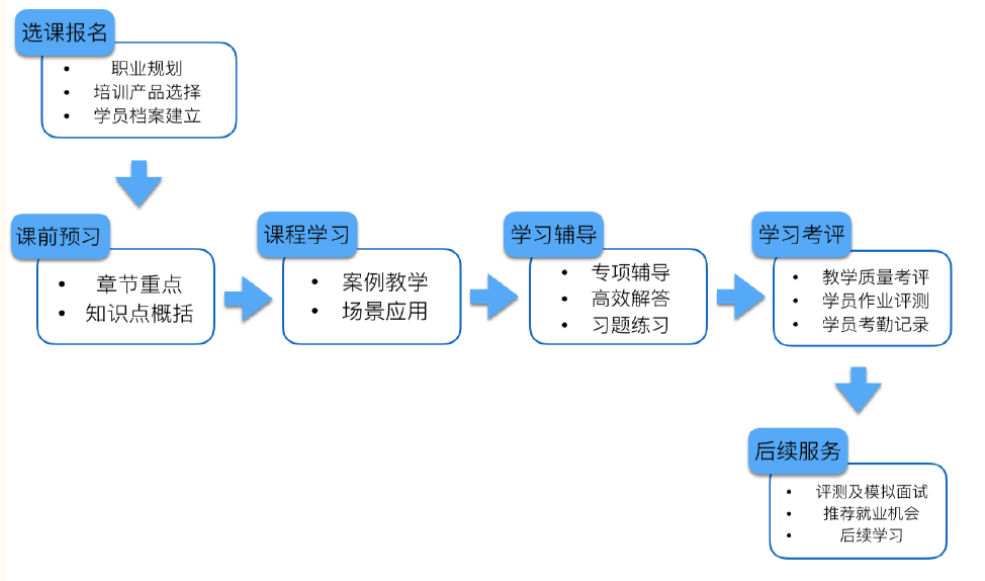 选课报名
• 职业规划
• 培训产品选择
• 学员档案建立
课前预习
• 章节重点
• 知识点概括
课程学习
• 案例教学
• 场景应用
学习辅导
• 专项辅导
• 高效解答
• 习题练习
学习考评
• 教学质量考评
• 学员作业评测
• 学员考勤记录
后续服务
• 评测及模拟面试
• 推荐就业机会
• 后续学习